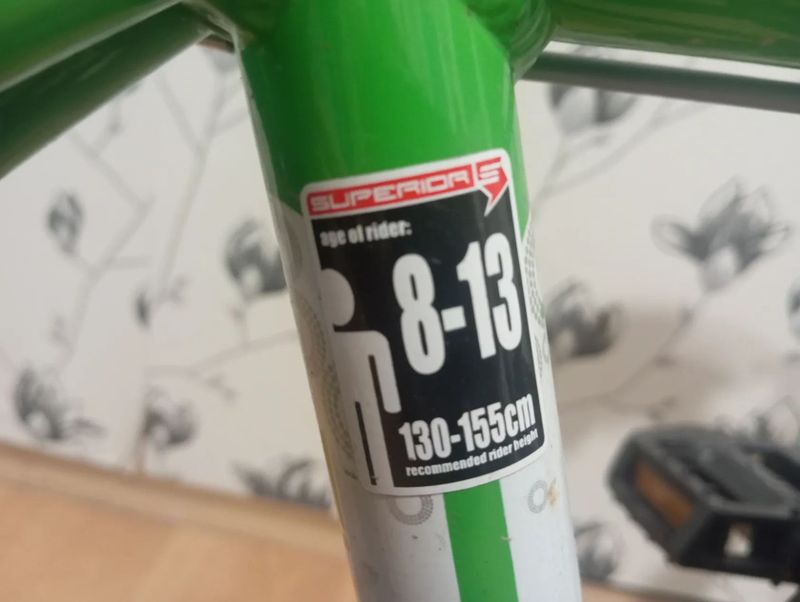 SUPERIOR S
age of rider:
8-13
130-155cm
recommended rider height